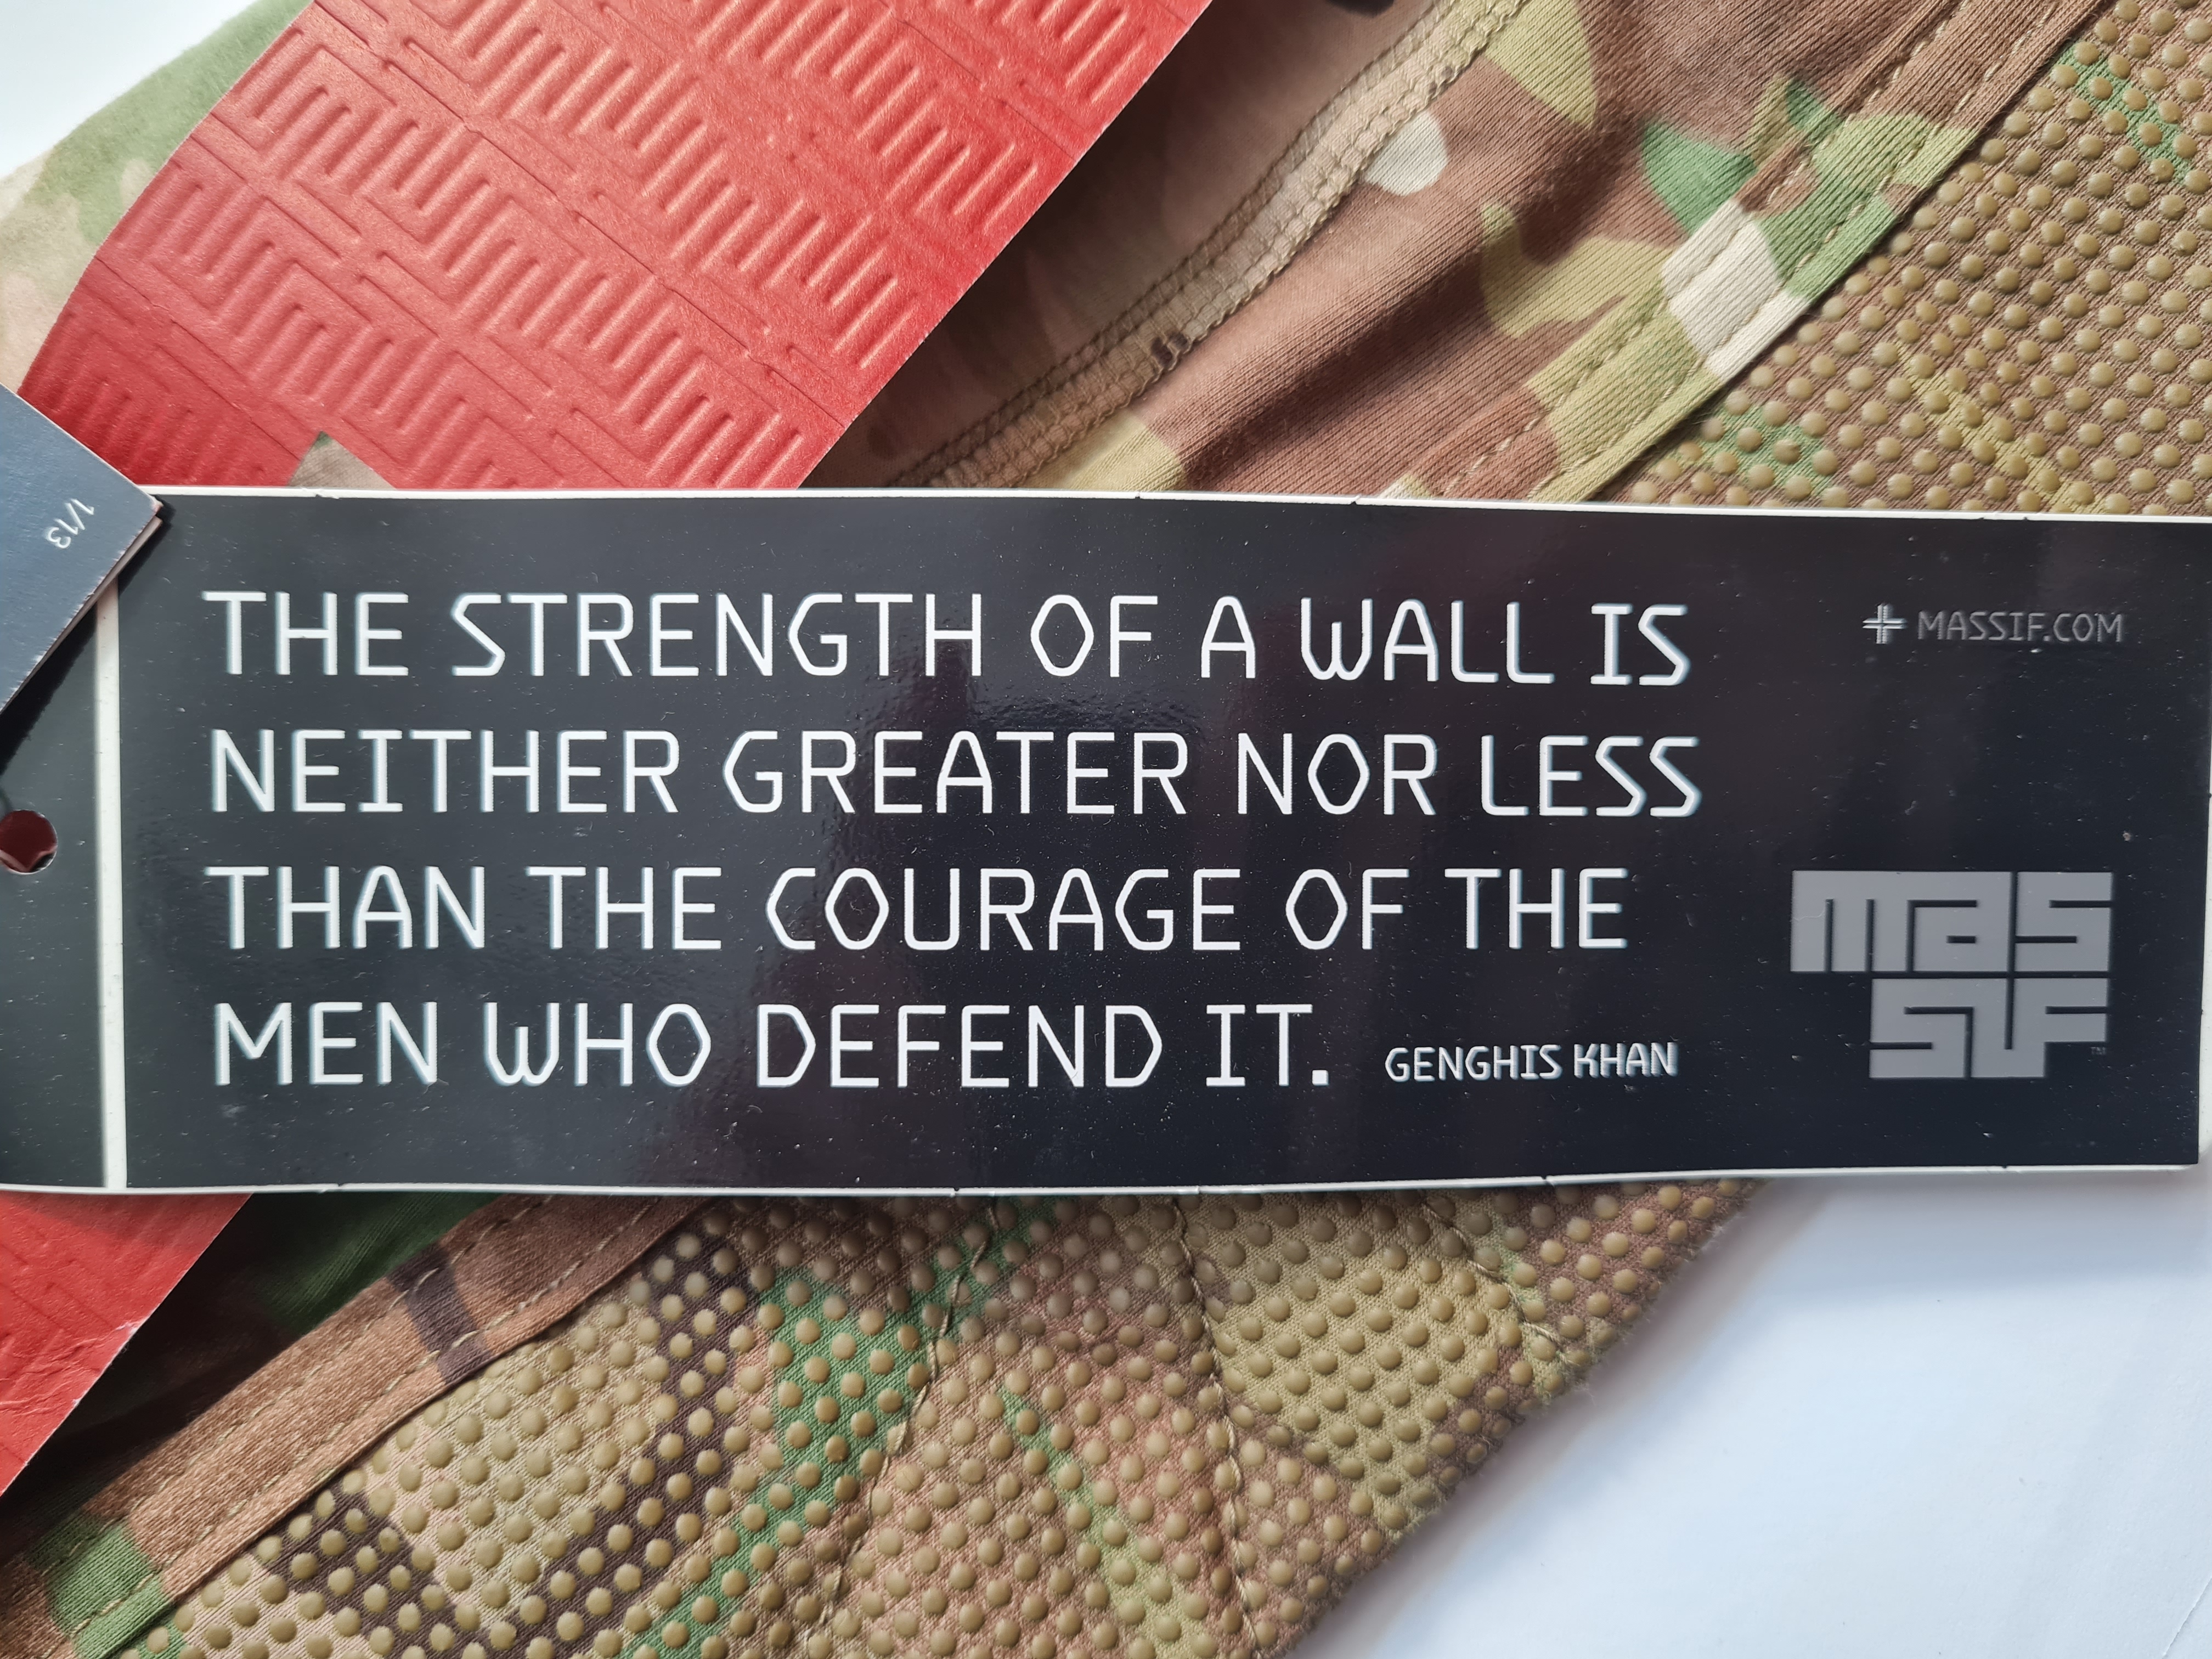 1/13
THE STRENGTH OF A WALL IS
NEITHER GREATER NOR LESS
THAN THE COURAGE OF THE
MEN WHO DEFEND IT. GENGHIS KHAN
MASSIF.COM
mas
sif™